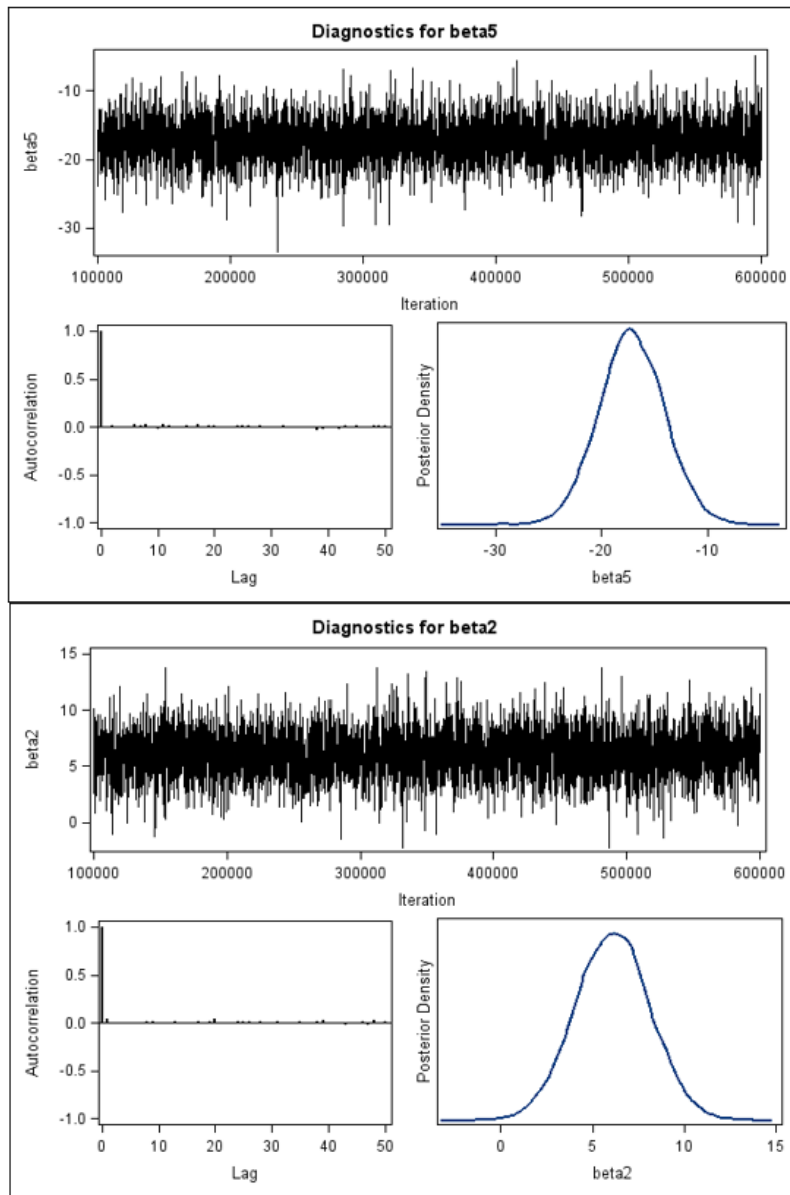 Diagnostics for beta5
-10
-20
-30
beta5
100000 200000 300000 400000 500000 600000
Iteration
1.0
0.5
0.0
-0.5
-1.0
Autocorrelation
0 10 20 30 40 50
Lag
Posterior Density
-30 -20 -10
beta5
Diagnostics for beta2
15
10
5
0
beta2
100000 200000 300000 400000 500000 600000
Iteration
1.0
0.5
0.0
-0.5
-1.0
Autocorrelation
0 10 20 30 40 50
Lag
Posterior Density
0 5 10 15
beta2